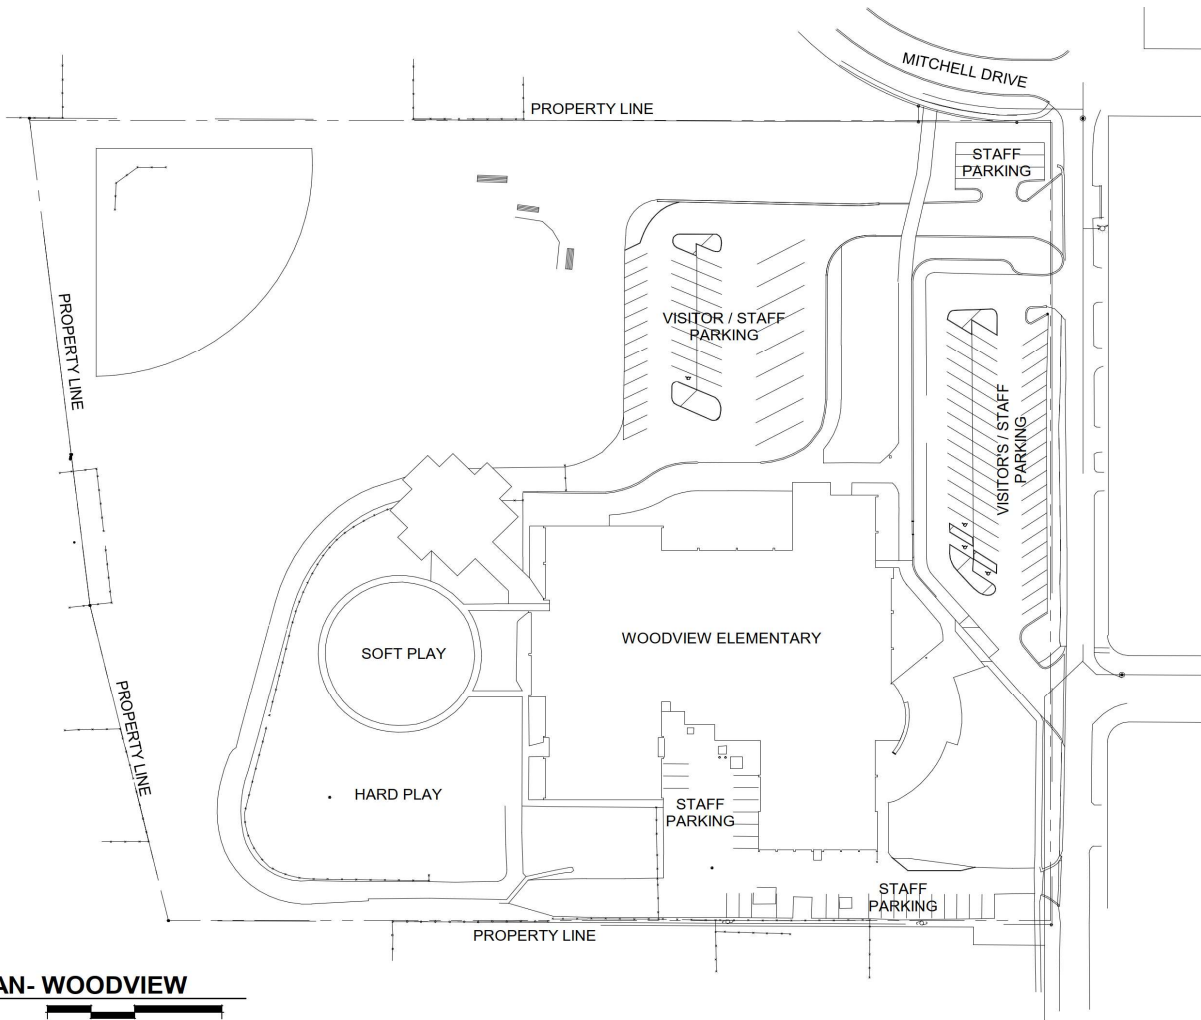 MITCHELL DRIVE
PROPERTY LINE
STAFF
PARKING
PROPERTY LINE
VISITOR / STAFF
PARKING
VISITOR'S / STAFF
PARKING
WOODVIEW ELEMENTARY
SOFT PLAY
PROPERTY LINE
HARD PLAY
STAFF
PARKING
STAFF
PARKING
PROPERTY LINE
AN- WOODVIEW